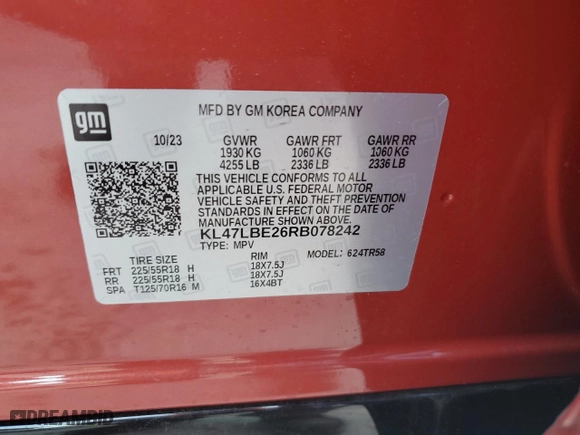 gm
MFD BY GM KOREA COMPANY
10/23 GVWR GAWR FRT GAWR RR
1930 KG 1060 KG 1060 KG
4255 LB 2336 LB 2336 LB
THIS VEHICLE CONFORMS TO ALL
APPLICABLE U.S. FEDERAL MOTOR
VEHICLE SAFETY AND THEFT PREVENTION
STANDARDS IN EFFECT ON THE DATE OF
MANUFACTURE SHOWN ABOVE.
KL47LBE26RB078242
TYPE: MPV MODEL: 624TR58
TIRE SIZE RIM
FRT 225/55R18 H 18X7.5J
RR 225/55R18 H 18X7.5J
SPA T125/70R16 M 16X4BT
DREAMBID